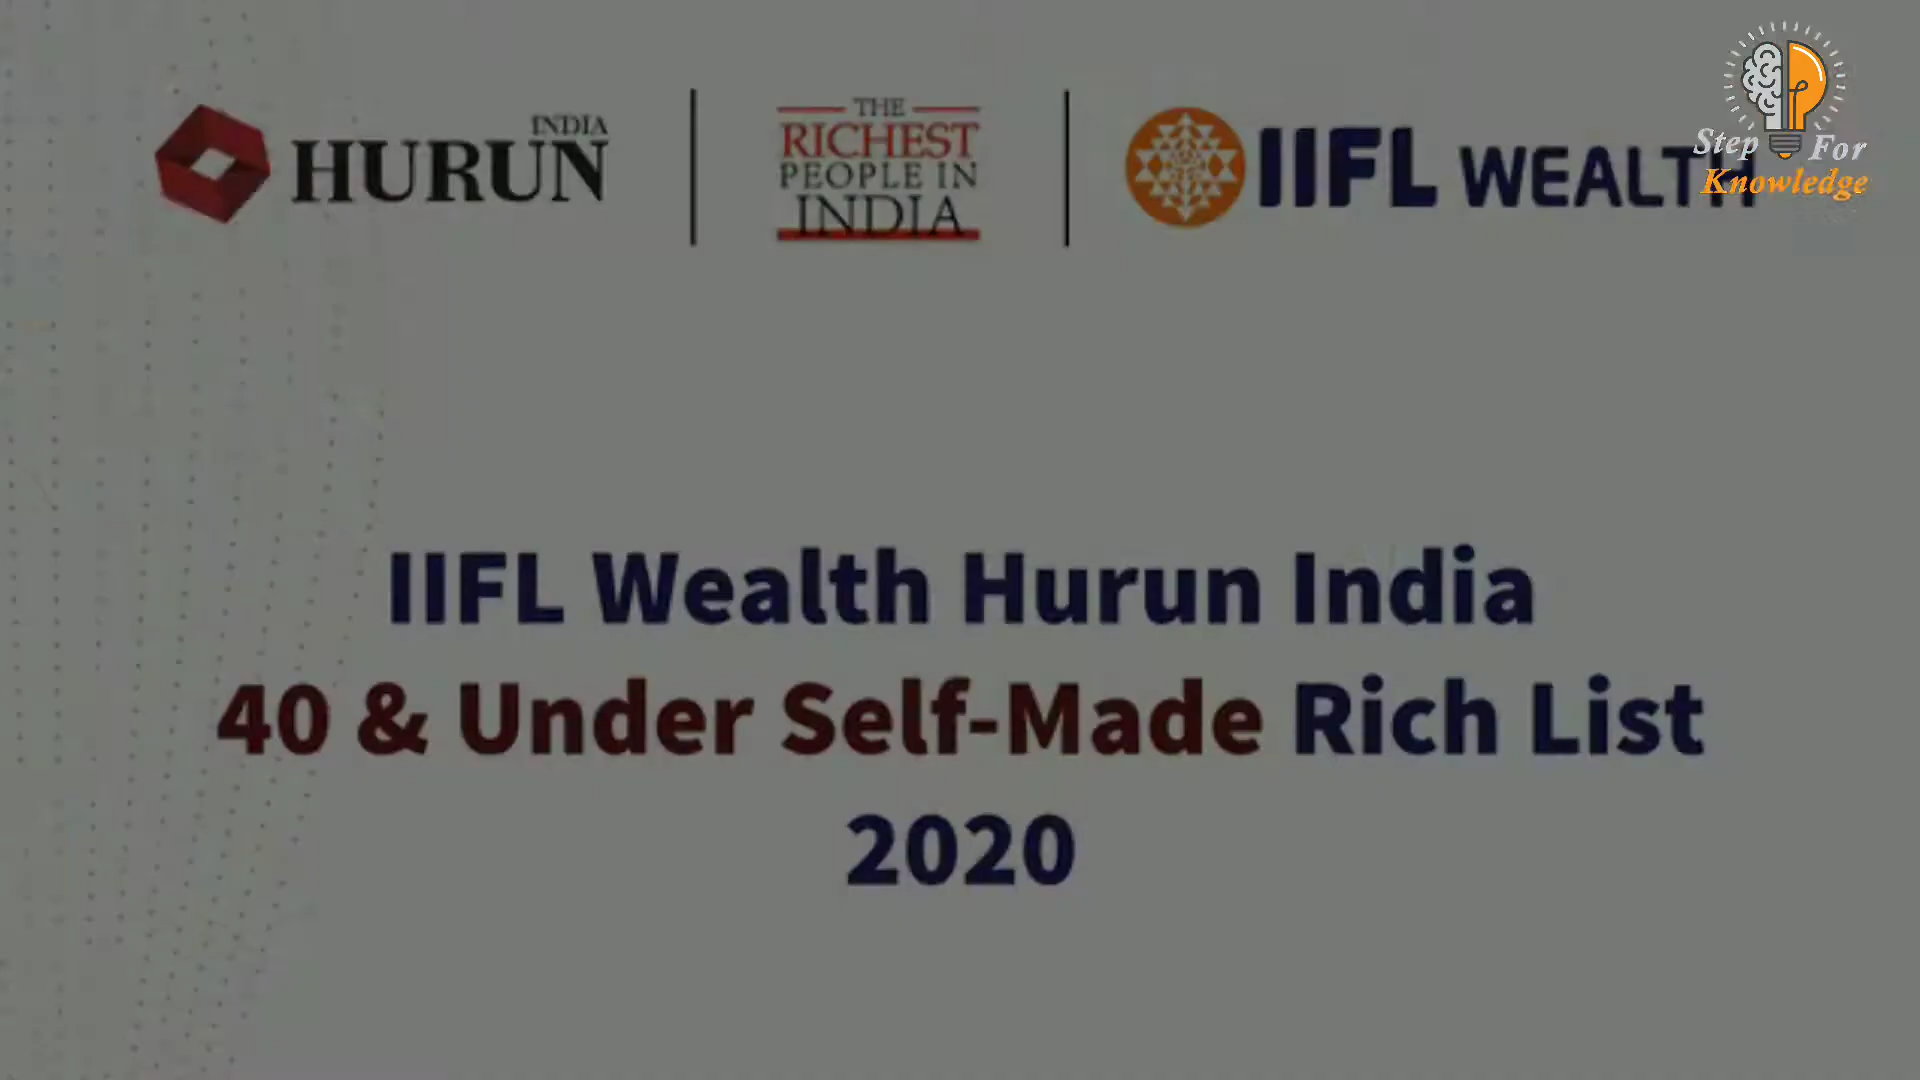 INDIA
HURUN
THE
RICHEST
PEOPLE IN
INDIA
IIFL WEALTH
Step For
Knowledge
IIFL Wealth Hurun India
40 & Under Self-Made Rich List
2020